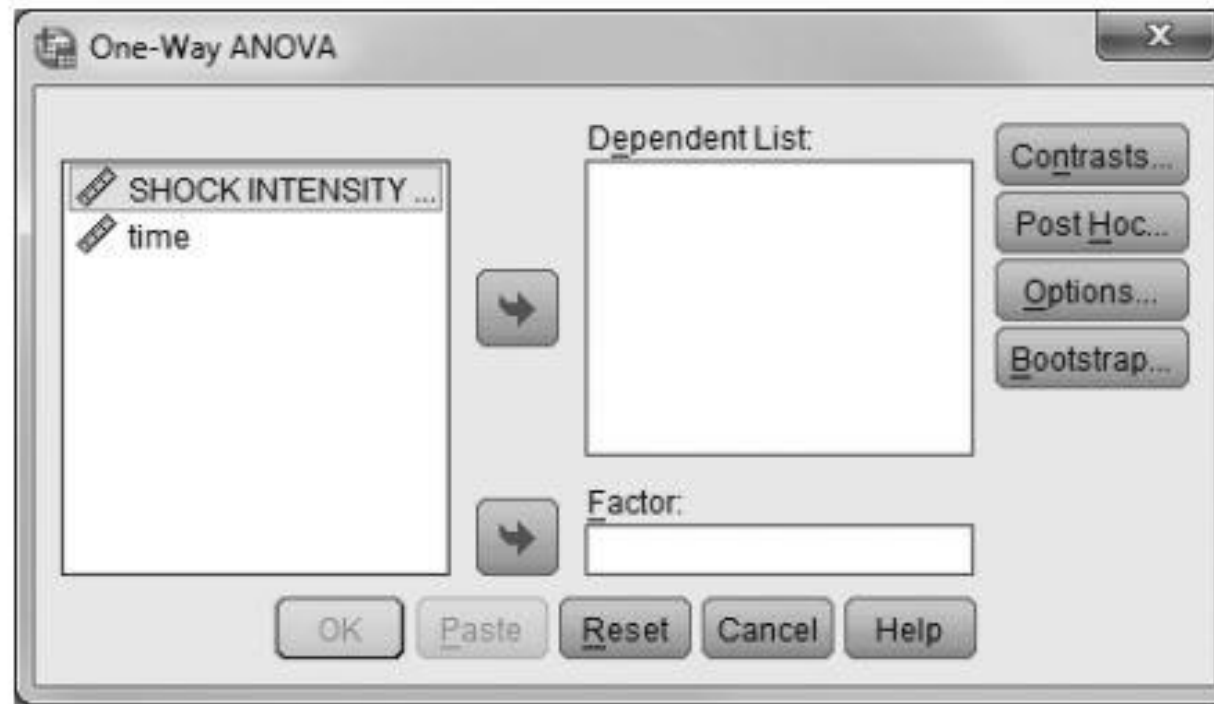 One-Way ANOVA
x
Dependent List:
SHOCK INTENSITY ...
time
Contrasts...
Post Hoc...
Options...
Bootstrap...
Factor:
OK
Paste
Reset
Cancel
Help